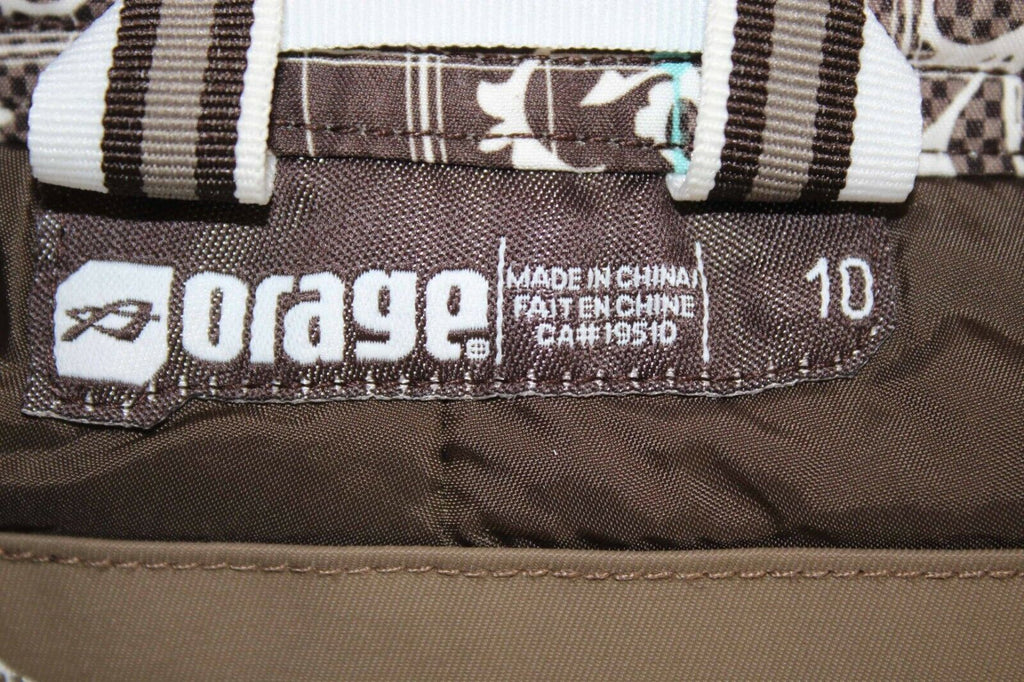 orage
MADE IN CHINA
FAIT EN CHINE
CA#19510
10